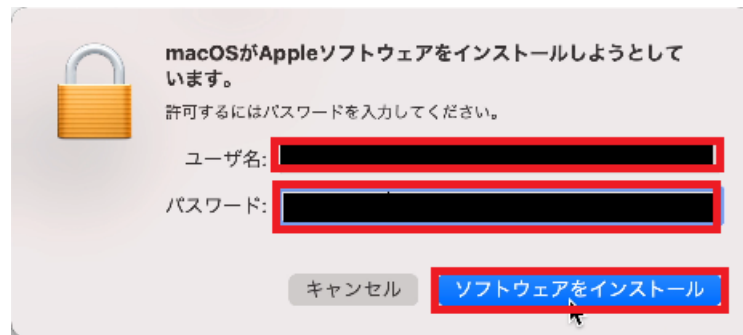 macOSがAppleソフトウェアをインストールしようとして
います。
許可するにはパスワードを入力してください。
ユーザ名:
パスワード:
キャンセル
ソフトウェアをインストール